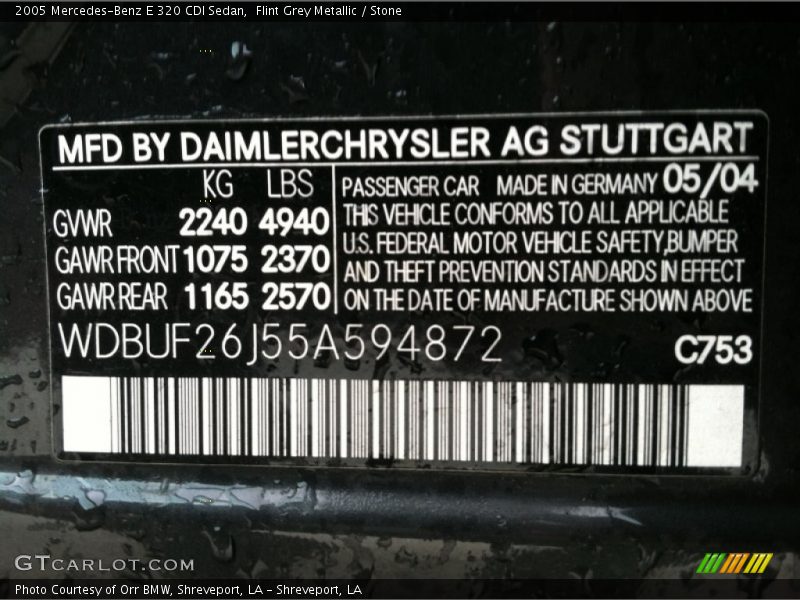 2005 Mercedes-Benz E 320 CDI Sedan,  Flint Grey Metallic / Stone
MFD BY DAIMLERCHRYSLER AG STUTTGART
KG LBS
GVWR 2240 4940
GAWR FRONT 1075 2370
GAWR REAR 1165 2570
PASSENGER CAR MADE IN GERMANY 05/04
THIS VEHICLE CONFORMS TO ALL APPLICABLE
U.S. FEDERAL MOTOR VEHICLE SAFETY,BUMPER
AND THEFT PREVENTION STANDARDS IN EFFECT
ON THE DATE OF MANUFACTURE SHOWN ABOVE
WDBUF26J55A594872 C753
GTCARLOT.COM
Photo Courtesy of Orr BMW, Shreveport, LA - Shreveport, LA